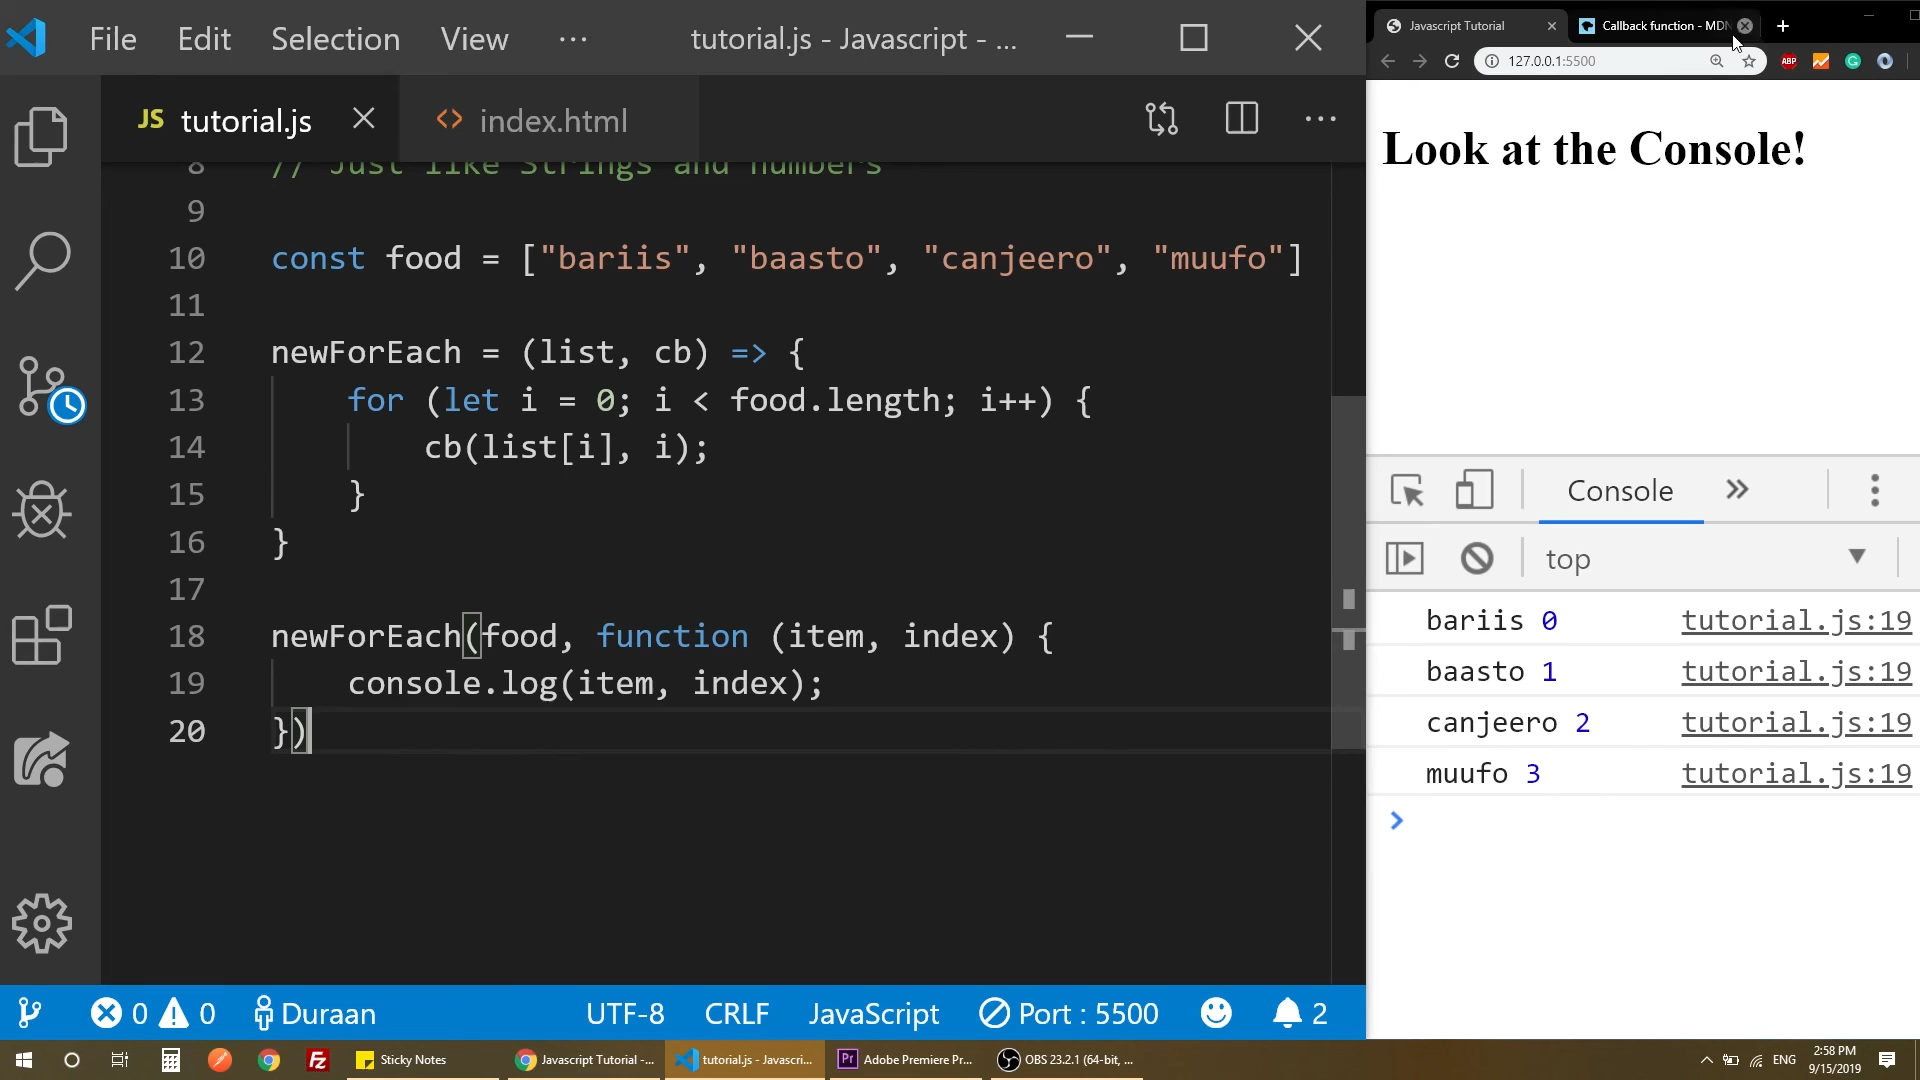 File Edit Selection View ··· tutorial.js - Javascript - ...
JS tutorial.js index.html
8 // Just like Strings and numbers
9
10 const food = ["bariis", "baasto", "canjeero", "muufo"]
11
12 newForEach = (list, cb) => {
13 for (let i = 0; i < food.length; i++) {
14 cb(list[i], i);
15 }
16 }
17
18 newForEach(food, function (item, index) {
19 console.log(item, index);
20 })
0 0 Duraan UTF-8 CRLF JavaScript Port : 5500 2
Javascript Tutorial Callback function - MDN
127.0.0.1:5500 ABP
Look at the Console!
Console
top
bariis 0 tutorial.js:19
baasto 1 tutorial.js:19
canjeero 2 tutorial.js:19
muufo 3 tutorial.js:19
Fz Sticky Notes Javascript Tutorial -... tutorial.js - Javascri... Pr Adobe Premiere Pr... OBS 23.2.1 (64-bit, ... ENG 2:58 PM
9/15/2019